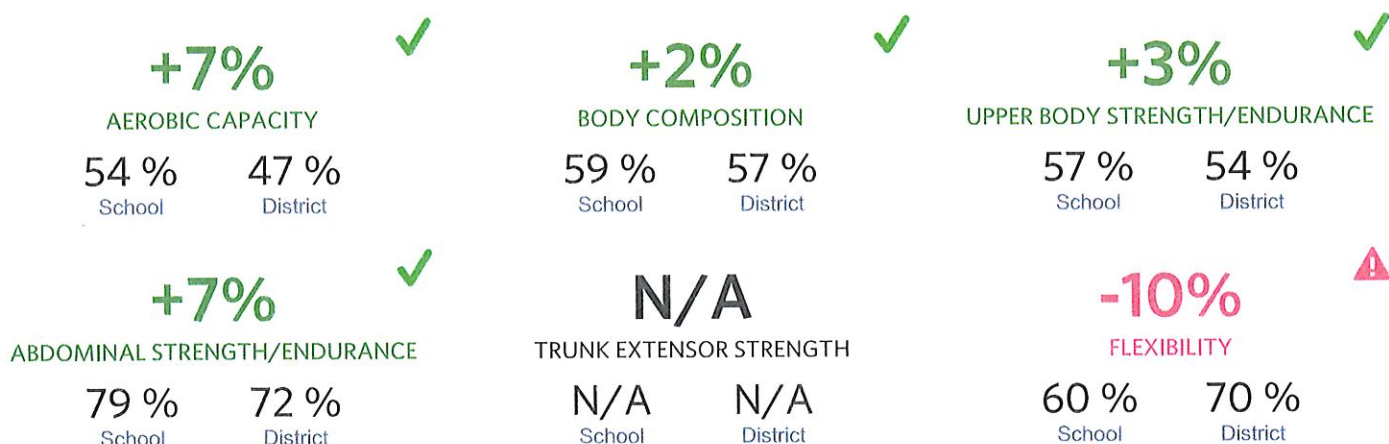 +7%
AEROBIC CAPACITY
54 % 47 %
School District
+2%
BODY COMPOSITION
59 % 57 %
School District
+3%
UPPER BODY STRENGTH/ENDURANCE
57 % 54 %
School District
+7%
ABDOMINAL STRENGTH/ENDURANCE
79 % 72 %
School District
N/A
TRUNK EXTENSOR STRENGTH
N/A N/A
School District
-10%
FLEXIBILITY
60 % 70 %
School District